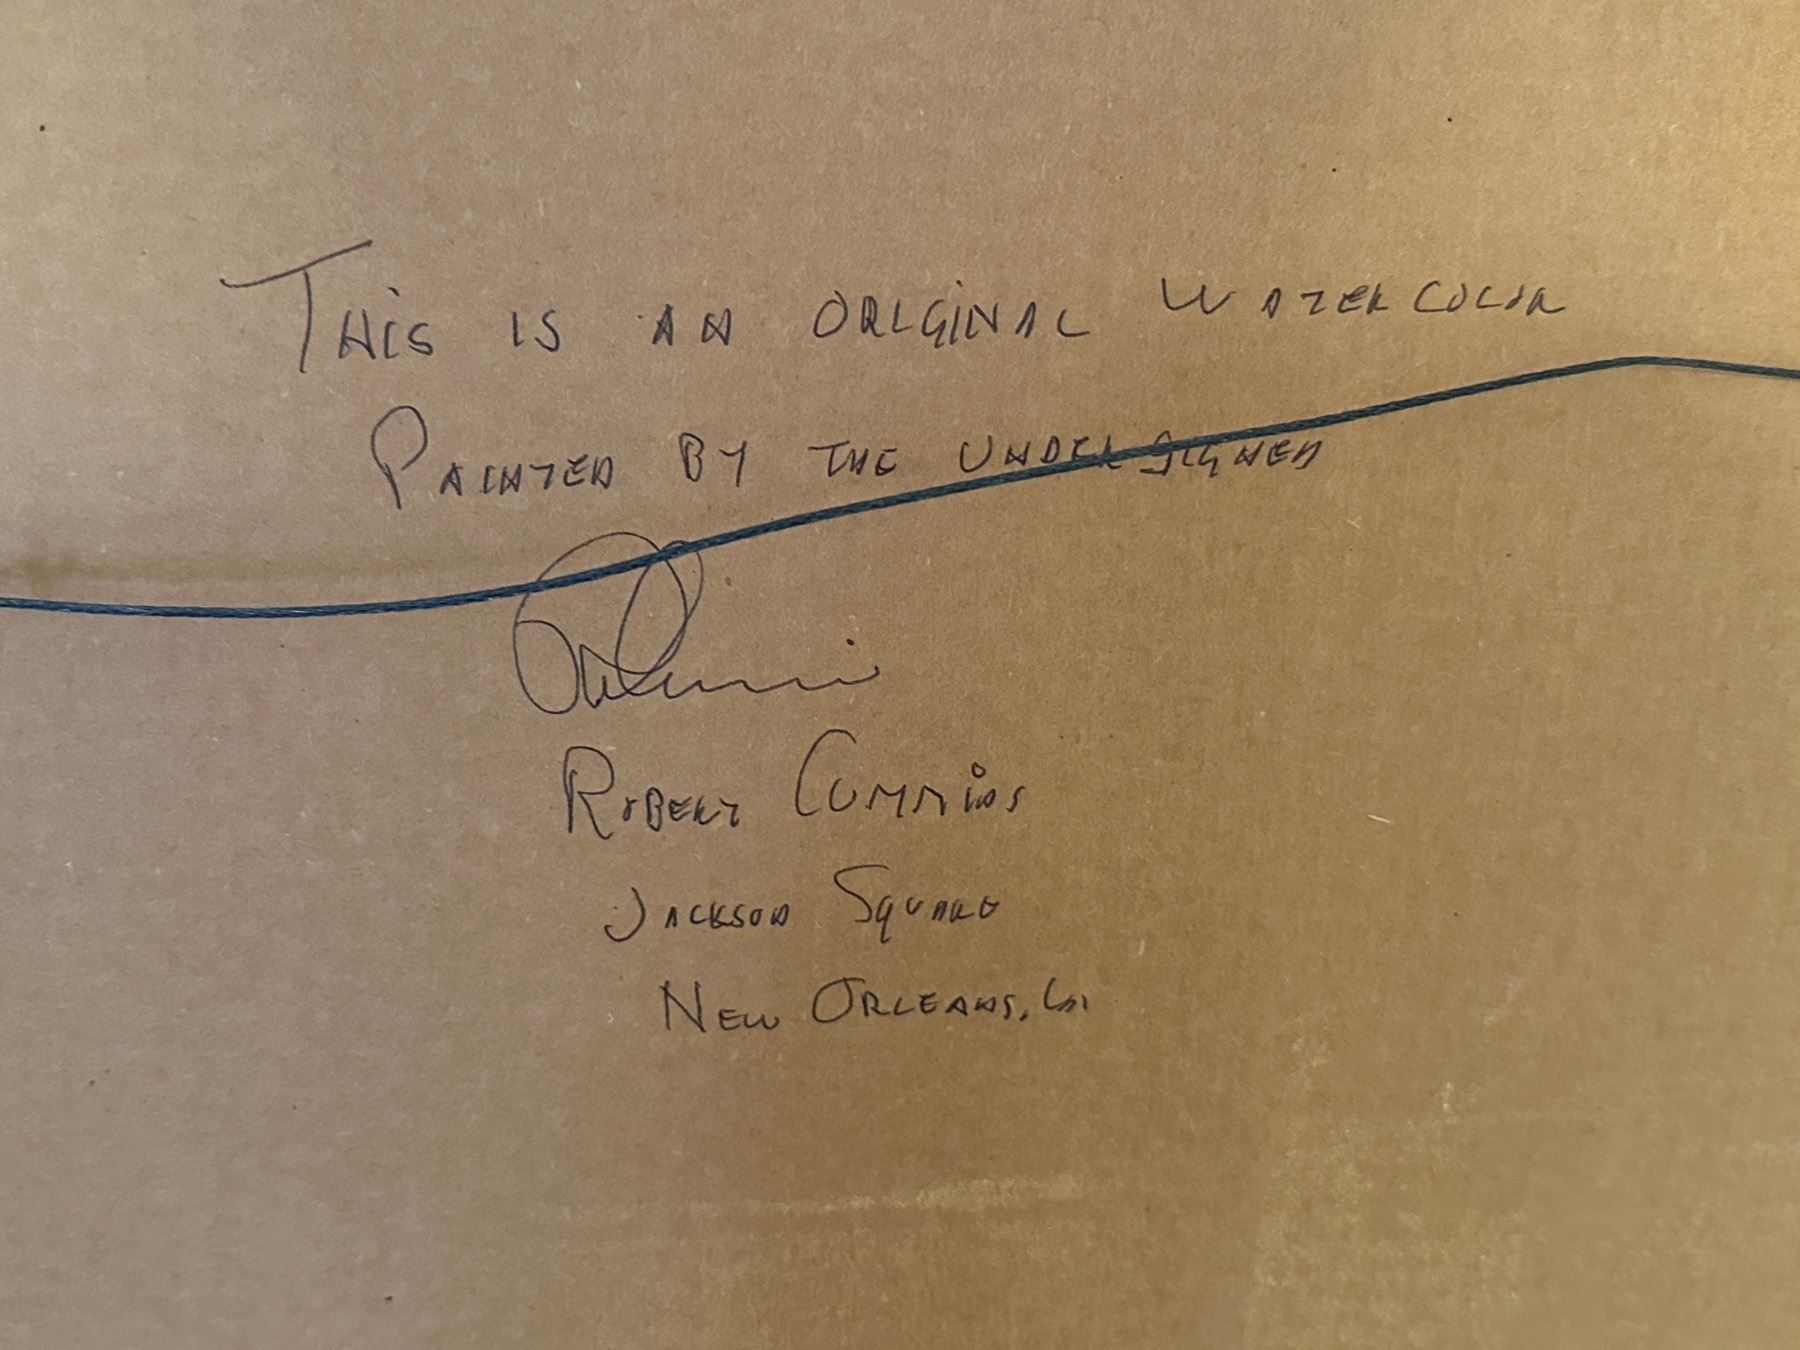 THIS IS AN ORIGINAL WATERCOLOR
PAINTED BY THE UNDERSIGNED
ROBERT CUMMINS
JACKSON SQUARE
NEW ORLEANS, LA